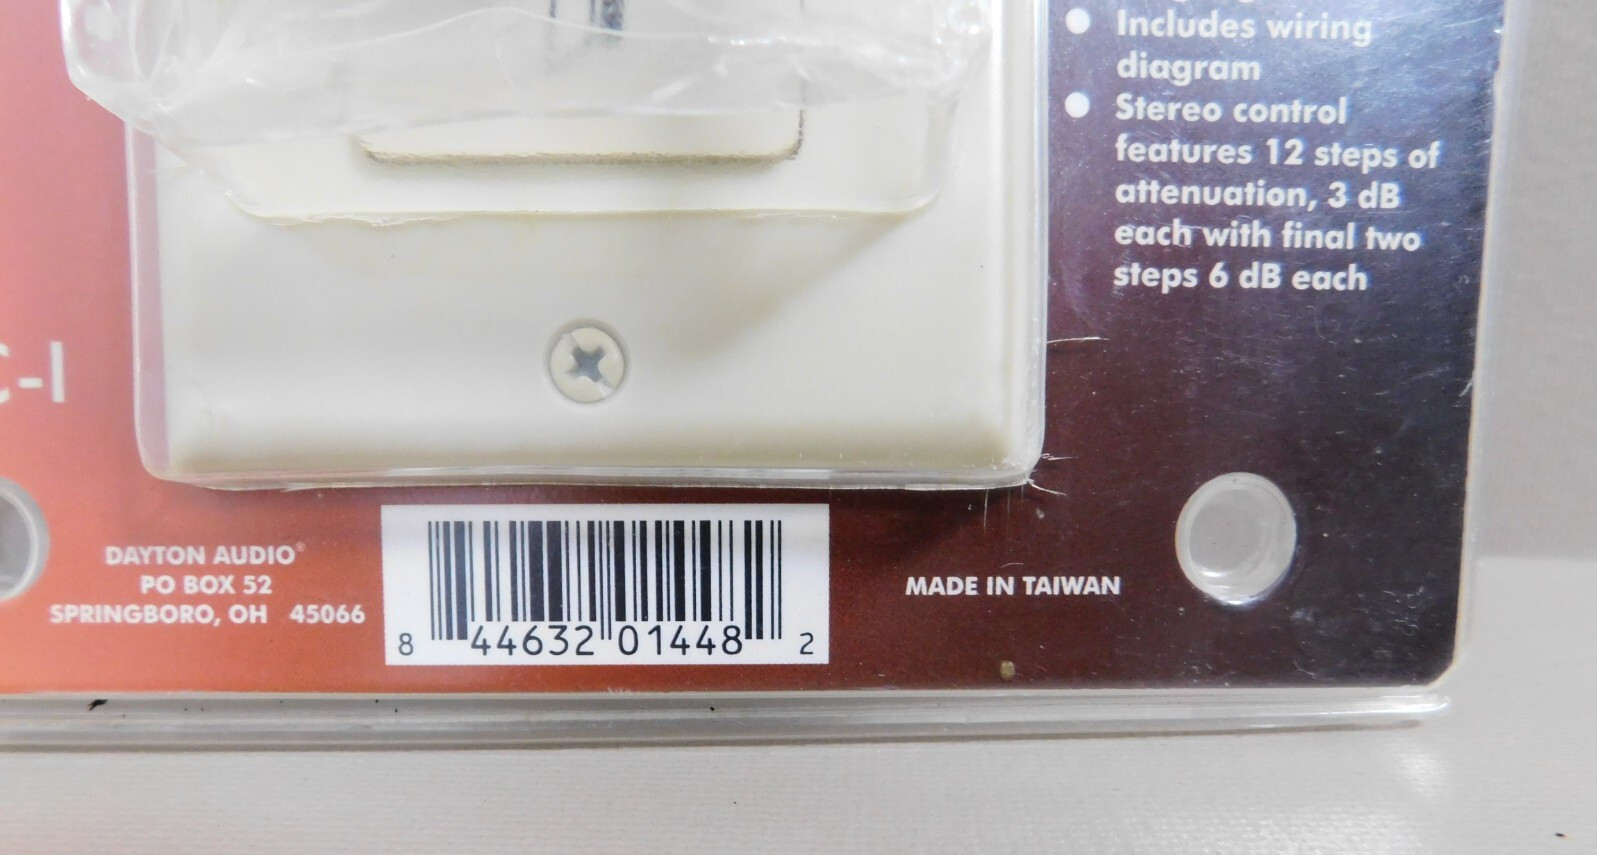 Includes wiring
diagram
Stereo control
features 12 steps of
attenuation, 3 dB
each with final two
steps 6 dB each
C-I
DAYTON AUDIO®
PO BOX 52
SPRINGBORO, OH 45066
8 44632 01448 2
MADE IN TAIWAN